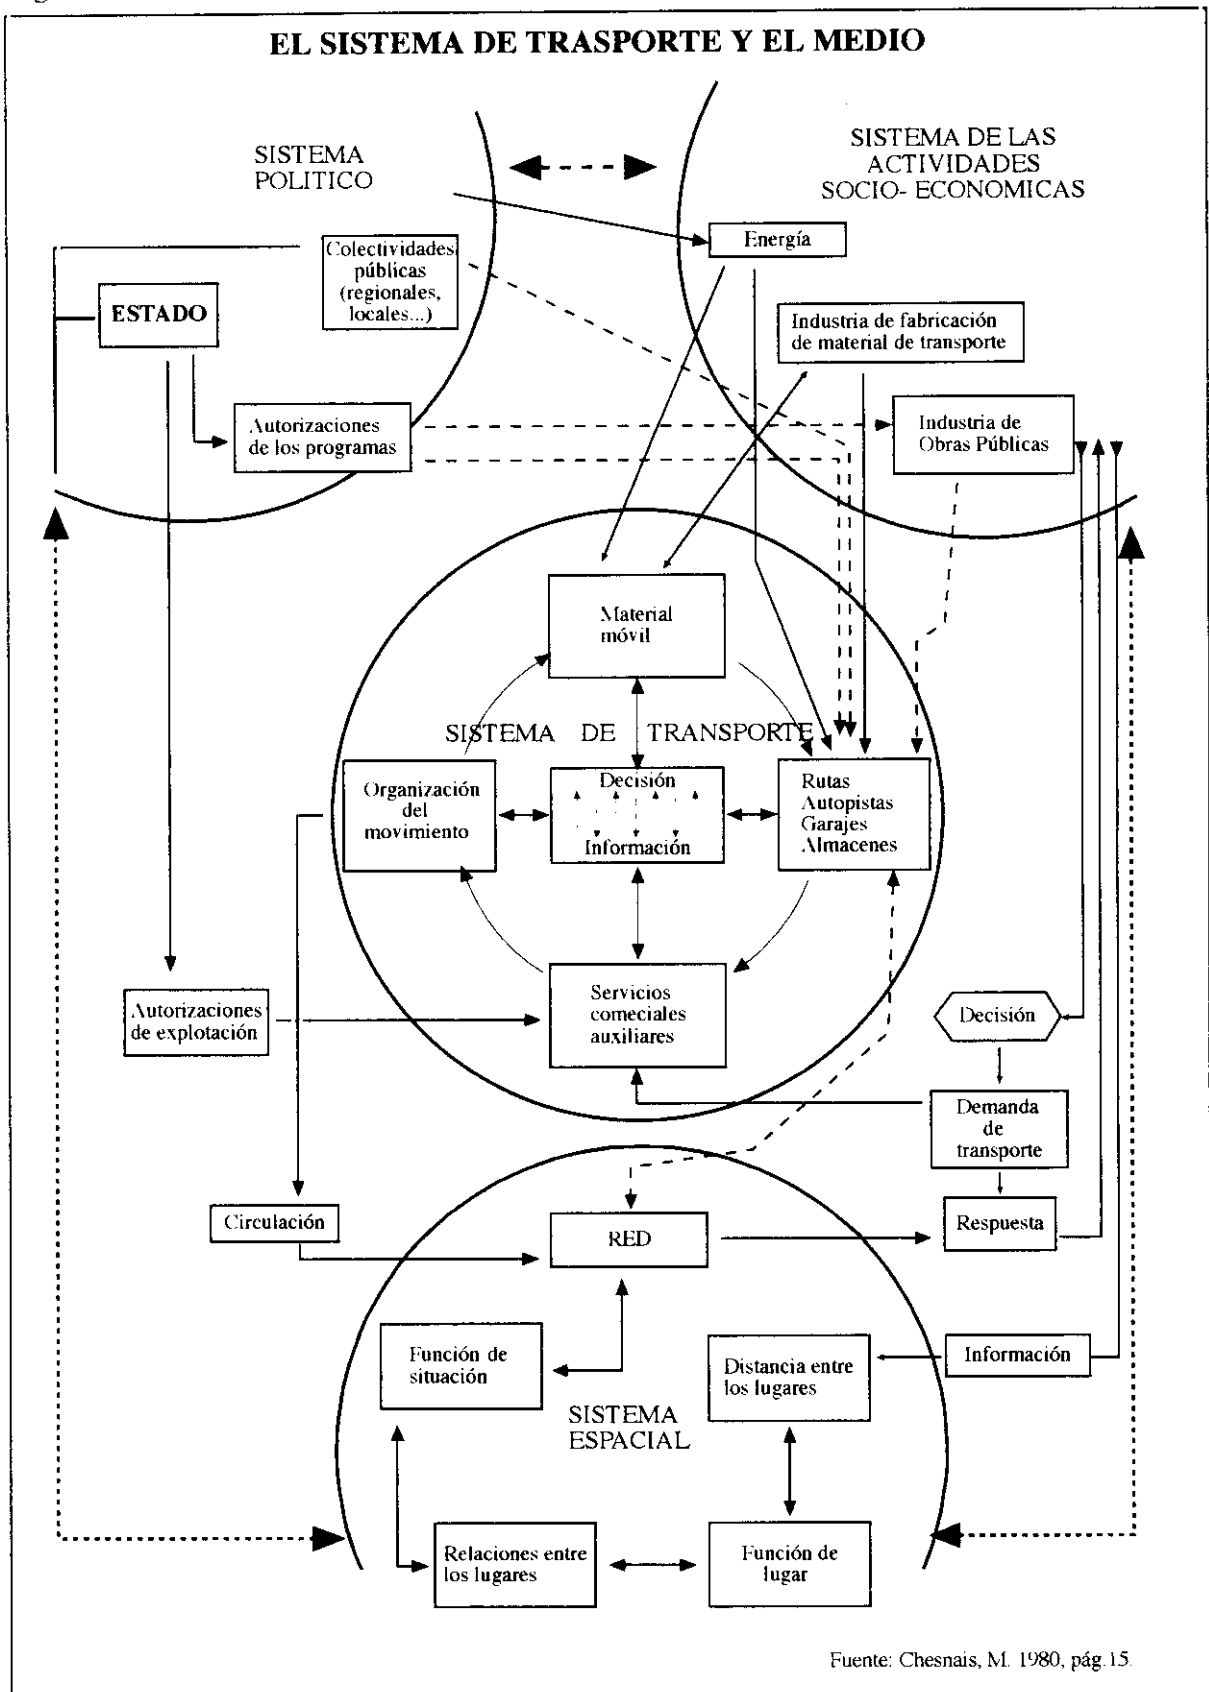 EL SISTEMA DE TRASPORTE Y EL MEDIO
SISTEMA
POLITICO
SISTEMA DE LAS
ACTIVIDADES
SOCIO- ECONOMICAS
Colectividades
públicas
(regionales,
locales...)
Energía
ESTADO
Industria de fabricación
de material de transporte
Autorizaciones
de los programas
Industria de
Obras Públicas
Material
móvil
SISTEMA DE TRANSPORTE
Organización
del
movimiento
Decisión
Información
Rutas
Autopistas
Garajes
Almacenes
Autorizaciones
de explotación
Servicios
comeciales
auxiliares
Decisión
Demanda
de
transporte
Circulación
RED
Respuesta
Función de
situación
Distancia entre
los lugares
Información
SISTEMA
ESPACIAL
Relaciones entre
los lugares
Función de
lugar
Fuente: Chesnais, M. 1980, pág.15.